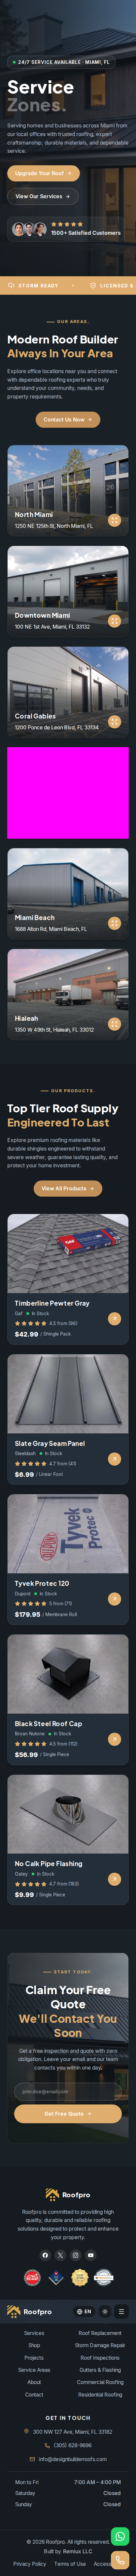 24/7 SERVICE AVAILABLE · MIAMI, FL
Service
Zones.
Serving homes and businesses across Miami from
our local offices with trusted roofing, expert
craftsmanship, durable materials, and dependable
service.
Upgrade Your Roof
View Our Services
1500+ Satisfied Customers
STORM READY
LICENSED &
OUR AREAS.
Modern Roof Builder
Always In Your Area
Explore office locations near you and connect
with dependable roofing experts who truly
understand local climate, needs, and
property requirements.
Contact Us Now
North Miami
1250 NE 125th St, North Miami, FL
Downtown Miami
100 NE 1st Ave, Miami, FL 33132
Coral Gables
1200 Ponce de Leon Blvd, FL 33134
Miami Beach
1688 Alton Rd, Miami Beach, FL
Hialeah
1350 W 49th St, Hialeah, FL 33012
OUR PRODUCTS.
Top Tier Roof Supply
Engineered To Last
Explore premium roofing materials like
durable shingles engineered to withstand
severe weather, guaranteeing lasting quality, and
protect your home by investment.
View All Products
Timberline Pewter Gray
Gaf In Stock
4.5 from (96)
$42.99 / Shingle Pack
Slate Gray Seam Panel
Steeldash In Stock
4.7 from (41)
$6.99 / Linear Foot
Tyvek
Protec
Tyvek Protec 120
Dupont In Stock
5 from (71)
$179.95 / Membrane Roll
Black Steel Roof Cap
Broan Nutone In Stock
4.5 from (112)
$56.99 / Single Piece
No Calk Pipe Flashing
Oatey In Stock
4.7 from (183)
$9.99 / Single Piece
START TODAY.
Claim Your Free
Quote
We'll Contact You
Soon
Get a free inspection and quote with zero
obligation. Leave your email and our team
contacts you within one day.
john.doe@email.com
Get Free Quote
Roofpro
Roofpro is committed to providing high
quality, durable, and reliable roofing
solutions designed to protect and enhance
your property.
Roofpro
EN
Services
Roof Replacement
Shop
Storm Damage Repair
Projects
Roof Inspections
Service Areas
Gutters & Flashing
About
Commercial Roofing
Contact
Residential Roofing
GET IN TOUCH
300 NW 127 Ave, Miami, FL 33182
(305) 628-9696
info@designbuilderroofs.com
Mon to Fri 7:00 AM – 4:00 PM
Saturday Closed
Sunday Closed
© 2026 Roofpro. All rights reserved.
Built by Remiux LLC
Privacy Policy Terms of Use